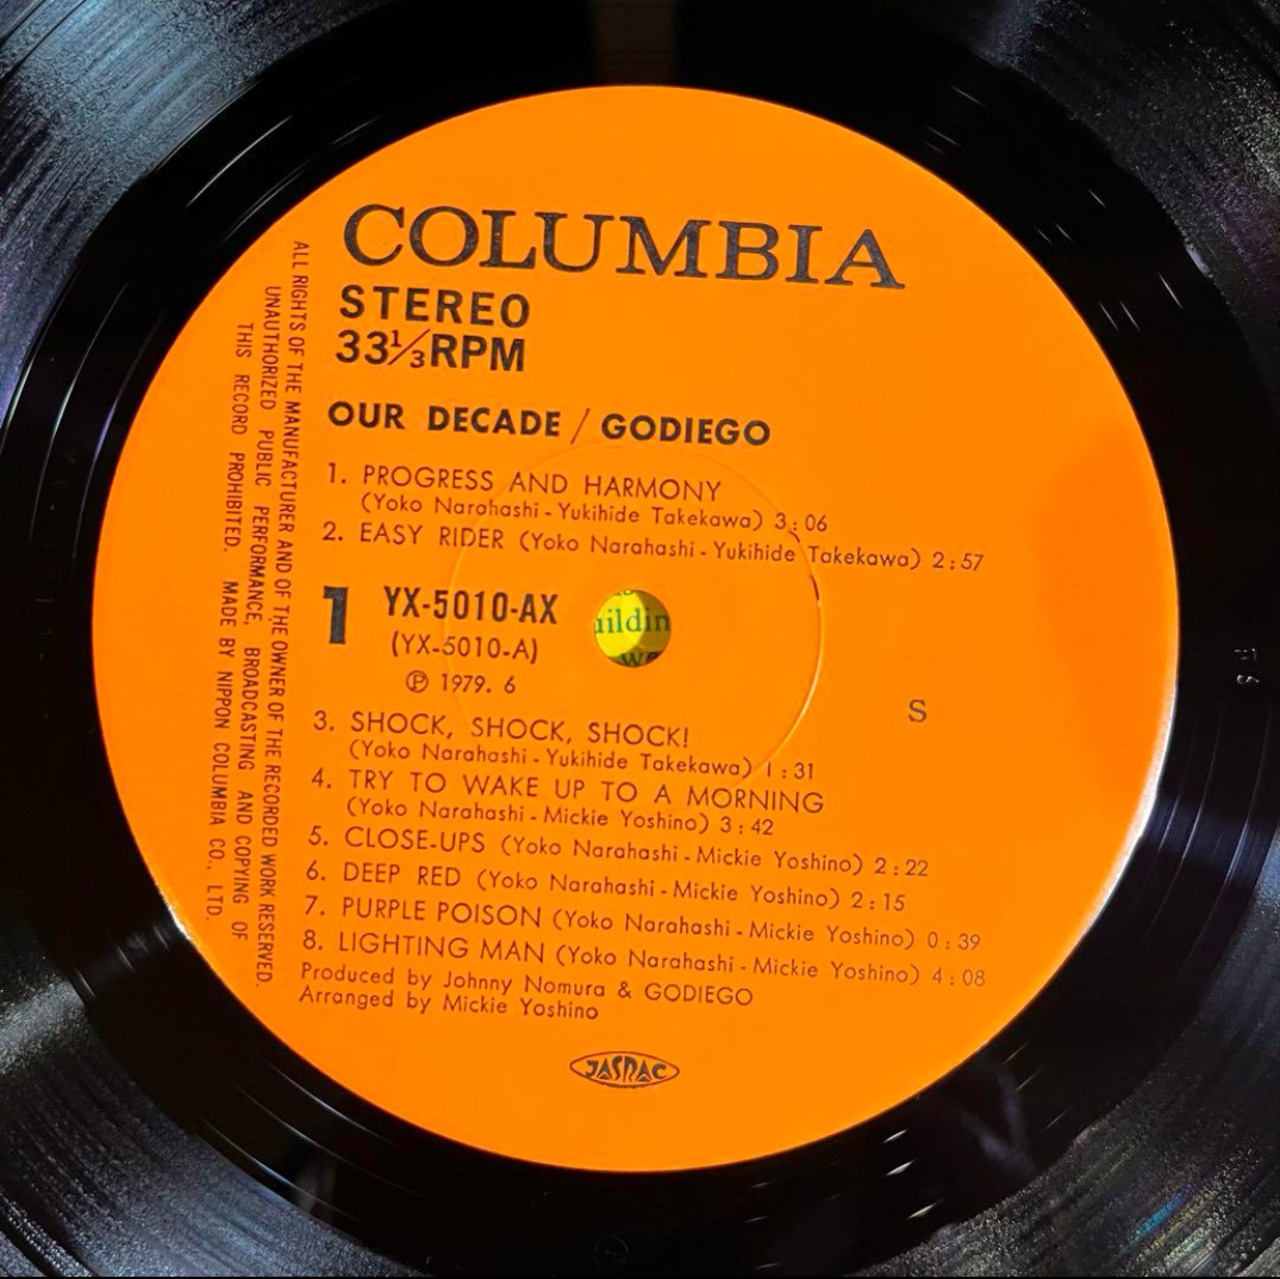 COLUMBIA
STEREO
33⅓RPM
OUR DECADE / GODIEGO
1. PROGRESS AND HARMONY
(Yoko Narahashi - Yukihide Takekawa) 3 : 06
2. EASY RIDER (Yoko Narahashi - Yukihide Takekawa) 2 : 57
1 YX-5010-AX
(YX-5010-A)
Ⓟ 1979. 6
S
3. SHOCK, SHOCK, SHOCK!
(Yoko Narahashi - Yukihide Takekawa) 1 : 31
4. TRY TO WAKE UP TO A MORNING
(Yoko Narahashi - Mickie Yoshino) 3 : 42
5. CLOSE-UPS (Yoko Narahashi - Mickie Yoshino) 2 : 22
6. DEEP RED (Yoko Narahashi - Mickie Yoshino) 2 : 15
7. PURPLE POISON (Yoko Narahashi - Mickie Yoshino) 0 : 39
8. LIGHTING MAN (Yoko Narahashi - Mickie Yoshino) 4 : 08
Produced by Johnny Nomura & GODIEGO
Arranged by Mickie Yoshino
JASRAC
ALL RIGHTS OF THE MANUFACTURER AND OF THE OWNER OF THE RECORDED WORK RESERVED.
UNAUTHORIZED PUBLIC PERFORMANCE, BROADCASTING AND COPYING OF
THIS RECORD PROHIBITED. MADE BY NIPPON COLUMBIA CO., LTD.